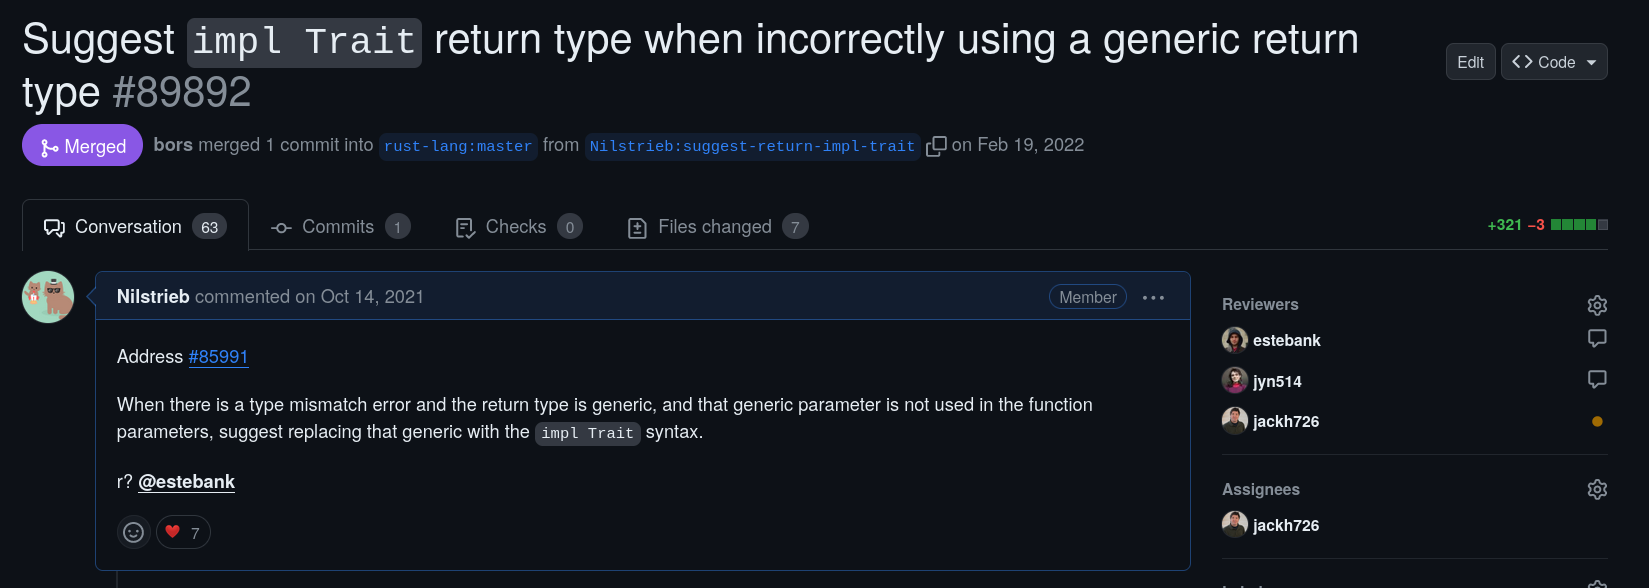 Suggest impl Trait return type when incorrectly using a generic return
type #89892
Edit
<> Code
Merged
bors merged 1 commit into rust-lang:master from Nilstrieb:suggest-return-impl-trait on Feb 19, 2022
Conversation 63
Commits 1
Checks 0
Files changed 7
+321 −3
Nilstrieb commented on Oct 14, 2021
Member
Address #85991
When there is a type mismatch error and the return type is generic, and that generic parameter is not used in the function
parameters, suggest replacing that generic with the impl Trait syntax.
r? @estebank
❤️ 7
Reviewers
estebank
jyn514
jackh726
Assignees
jackh726